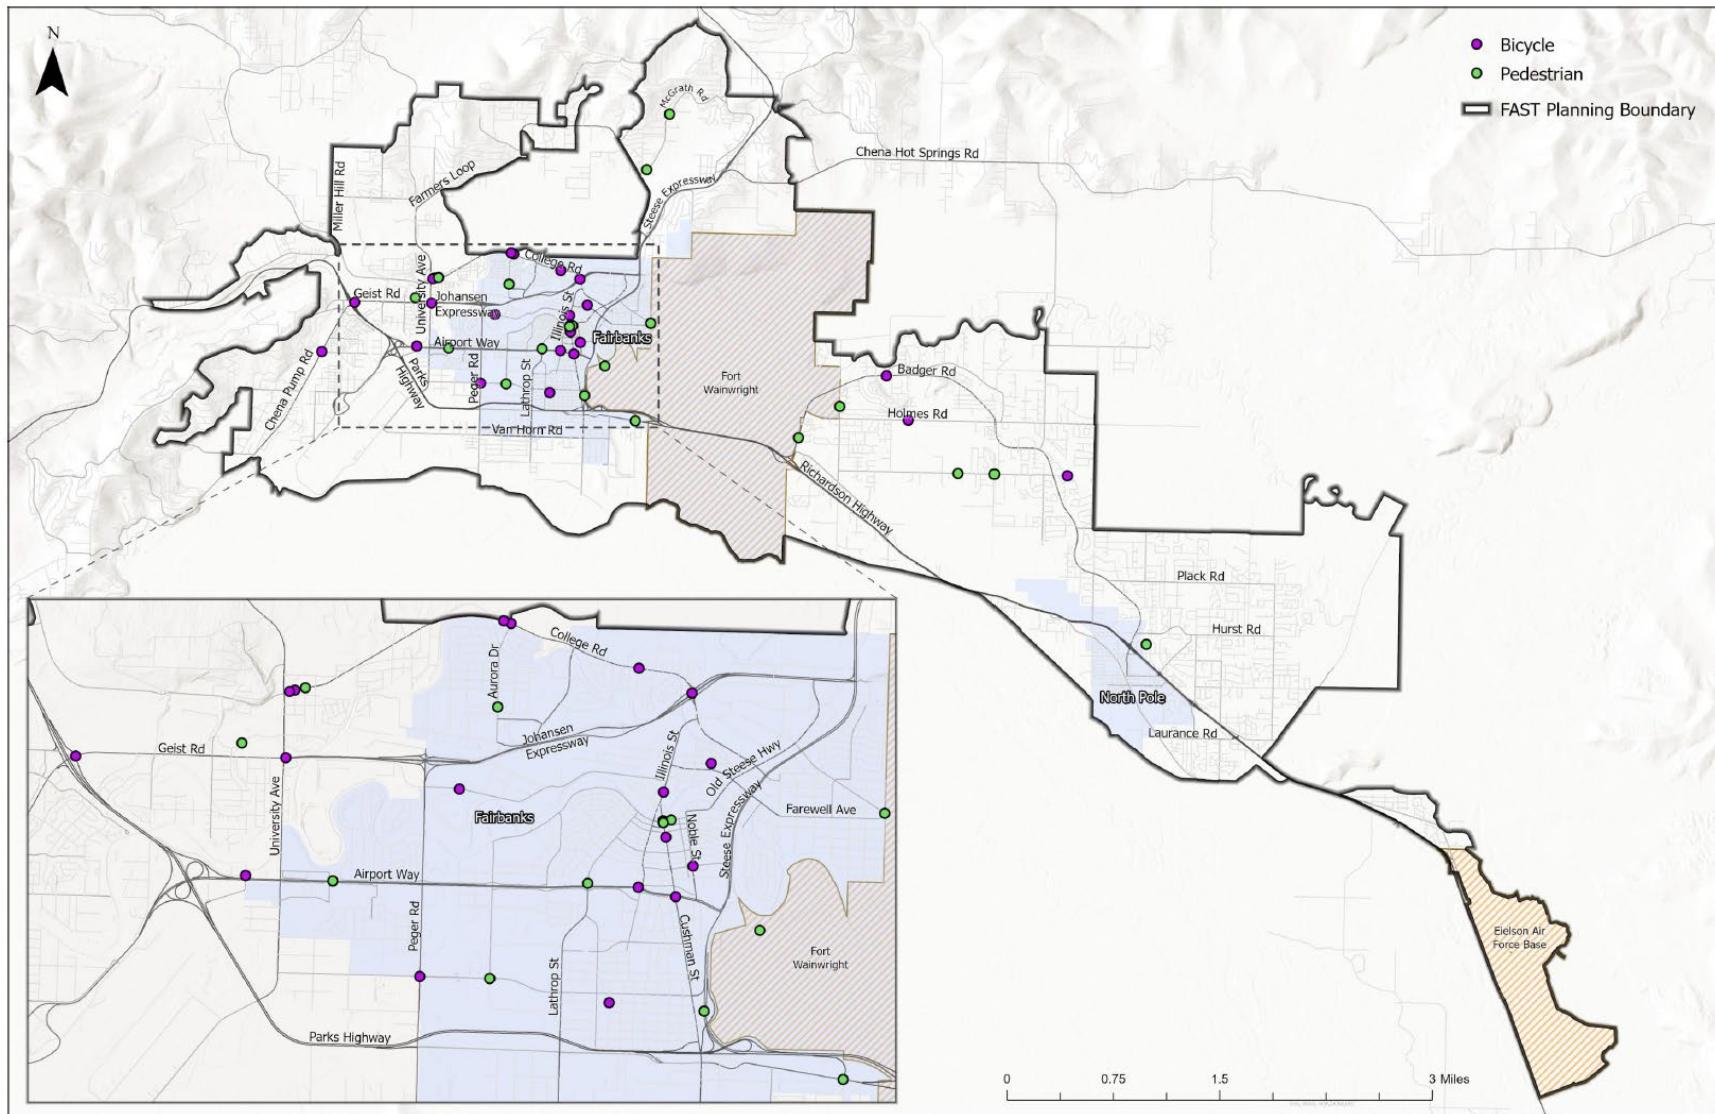 N
Bicycle
Pedestrian
FAST Planning Boundary
McGrath Rd
Chena Hot Springs Rd
Miller Hill Rd
Farmers Loop
Steese Expressway
College Rd
University Ave
Geist Rd
Johansen
Expressway
Illinois St
Fairbanks
Airport Way
Parks
Highway
Peger Rd
Lathrop St
Chena Pump Rd
Van Horn Rd
Fort
Wainwright
Badger Rd
Holmes Rd
Richardson Highway
Plack Rd
Hurst Rd
North Pole
Laurance Rd
Eielson Air
Force Base
College Rd
Aurora Dr
Geist Rd
Johansen
Expressway
University Ave
Illinois St
Old Steese Hwy
Fairbanks
Farewell Ave
Noble St
Steese Expressway
Airport Way
Peger Rd
Lathrop St
Cushman St
Fort
Wainwright
Parks Highway
0 0.75 1.5 3 Miles